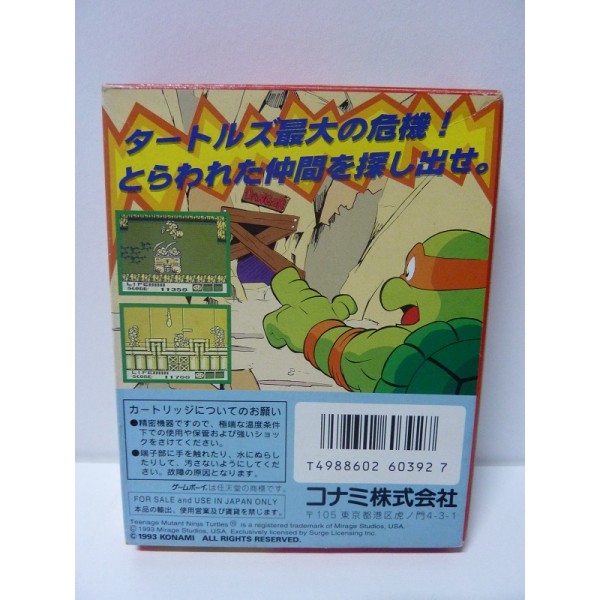 タートルズ最大の危機!
とらわれた仲間を探し出せ。
LIFE
SCORE 11350
LIFE
SCORE 11750
カートリッジについてのお願い
●精密機器ですので、極端な温度条件
下での使用や保管および強いショッ
クをさけてください。
●端子部に手を触れたり、水にぬらし
たりして、汚さないようにしてくだ
さい。故障の原因となります。
ゲームボーイは任天堂の商標です。
FOR SALE and USE IN JAPAN ONLY
本品の輸出、使用営業及び賃貸を禁じます。
T4988602 60392 7
コナミ株式会社
〒105 東京都港区虎ノ門4-3-1
Teenage Mutant Ninja Turtles® is a registered trademark of Mirage Studios, USA.
©1993 Mirage Studios, USA. Exclusively licensed by Surge Licensing Inc.
©1993 KONAMI ALL RIGHTS RESERVED.